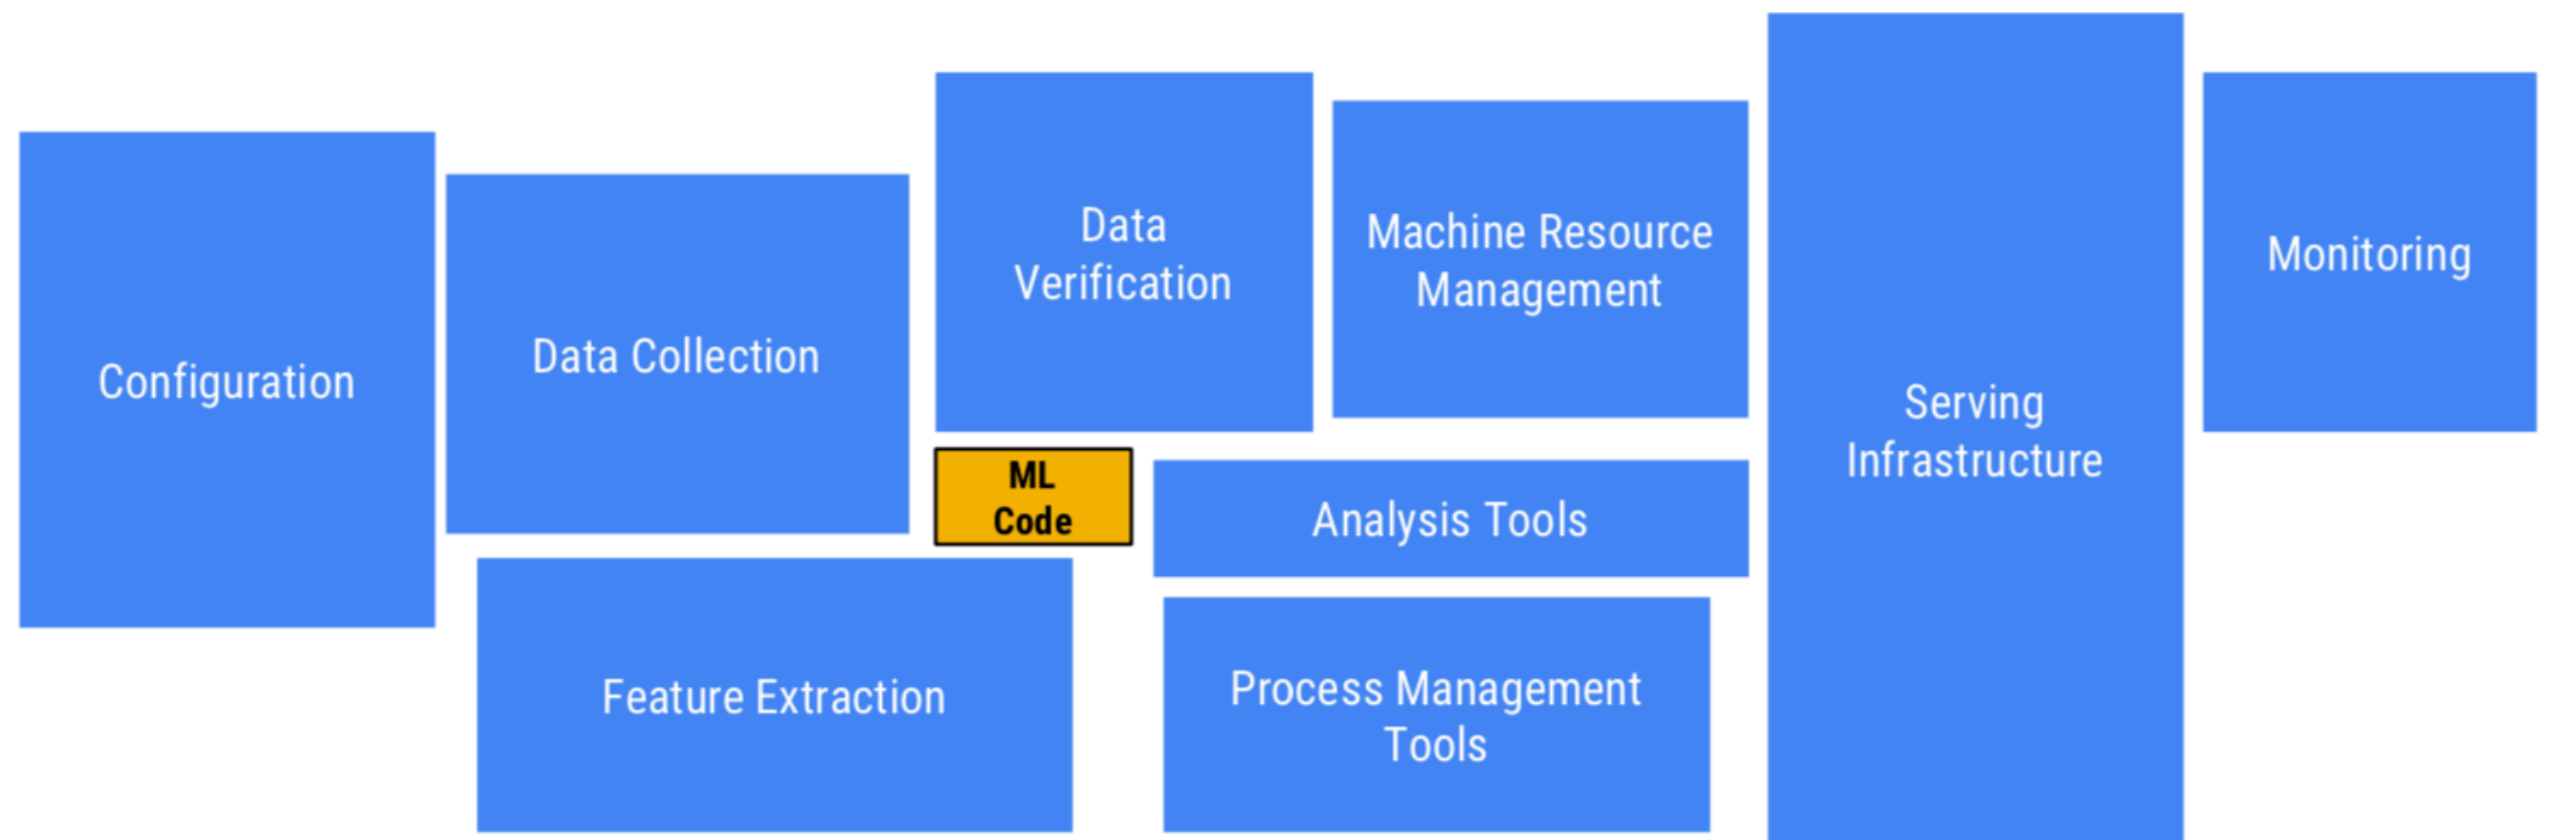 Configuration
Data Collection
Data
Verification
Machine Resource
Management
Serving
Infrastructure
Monitoring
ML
Code
Analysis Tools
Feature Extraction
Process Management
Tools